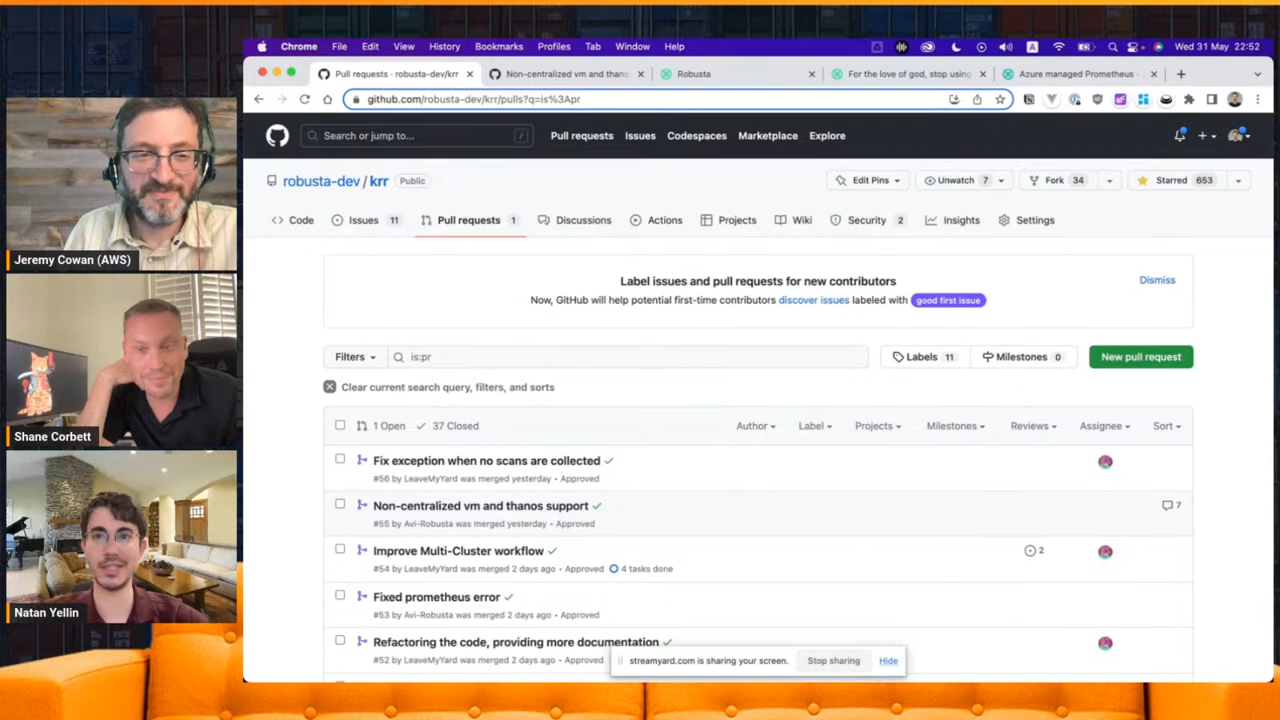 Chrome File Edit View History Bookmarks Profiles Tab Window Help
A Wed 31 May 22:52
Pull requests · robusta-dev/krr
Non-centralized vm and thanos
Robusta
For the love of god, stop using
Azure managed Prometheus -
github.com/robusta-dev/krr/pulls?q=is%3Apr
Search or jump to... /
Pull requests Issues Codespaces Marketplace Explore
robusta-dev / krr Public
Edit Pins Unwatch 7 Fork 34 Starred 653
Code Issues 11 Pull requests 1 Discussions Actions Projects Wiki Security 2 Insights Settings
Label issues and pull requests for new contributors
Dismiss
Now, GitHub will help potential first-time contributors discover issues labeled with good first issue
Filters is:pr Labels 11 Milestones 0 New pull request
Clear current search query, filters, and sorts
1 Open 37 Closed Author Label Projects Milestones Reviews Assignee Sort
Fix exception when no scans are collected
#56 by LeaveMyYard was merged yesterday • Approved
Non-centralized vm and thanos support 7
#55 by Avi-Robusta was merged yesterday • Approved
Improve Multi-Cluster workflow 2
#54 by LeaveMyYard was merged 2 days ago • Approved 4 tasks done
Fixed prometheus error
#53 by Avi-Robusta was merged 2 days ago • Approved
Refactoring the code, providing more documentation
#52 by LeaveMyYard was merged 2 days ago • Approved
streamyard.com is sharing your screen. Stop sharing Hide
Jeremy Cowan (AWS)
Shane Corbett
Natan Yellin